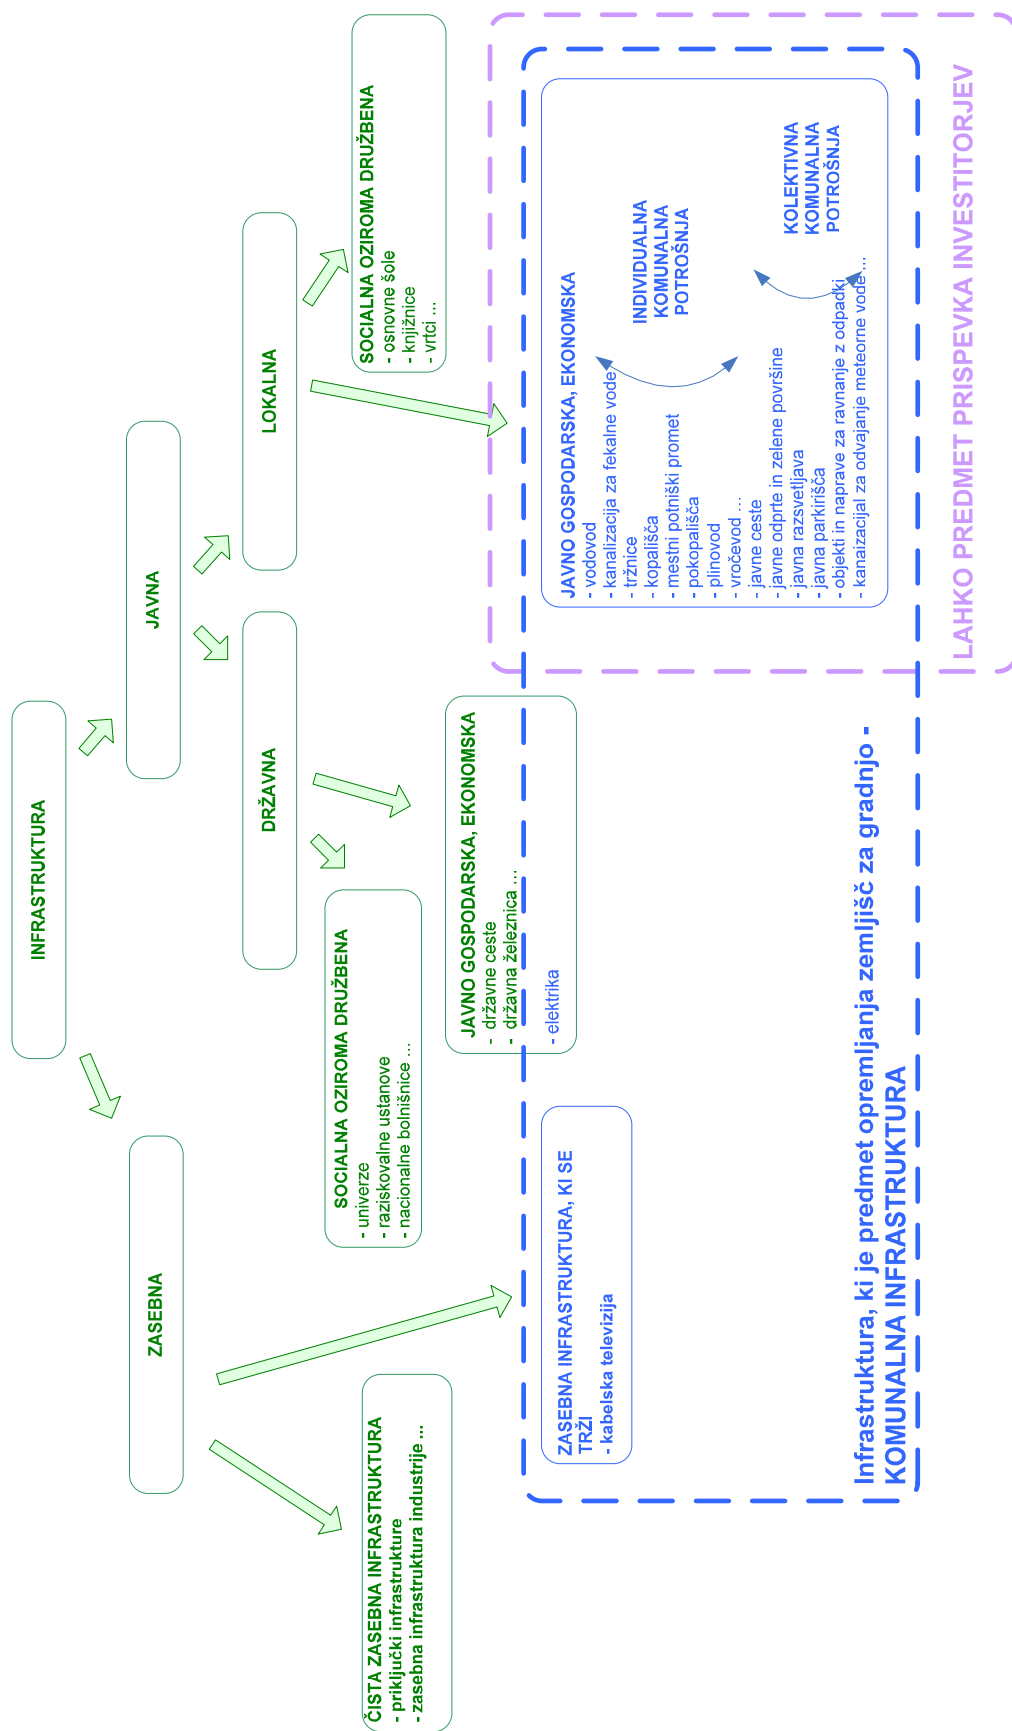 INFRASTRUKTURA
ZASEBNA
JAVNA
DRŽAVNA
LOKALNA
ČISTA ZASEBNA INFRASTRUKTURA
- priključki infrastrukture
- zasebna infrastruktura industrije ...
SOCIALNA OZIROMA DRUŽBENA
- univerze
- raziskovalne ustanove
- nacionalne bolnišnice ...
SOCIALNA OZIROMA DRUŽBENA
- osnovne šole
- knjižnice
- vrtci ...
JAVNO GOSPODARSKA, EKONOMSKA
- državne ceste
- državna železnica ...
- elektrika
ZASEBNA INFRASTRUKTURA, KI SE
TRŽI
- kabelska televizija
JAVNO GOSPODARSKA, EKONOMSKA
- vodovod
- kanalizacija za fekalne vode
- tržnice
- kopališča
- mestni potniški promet
- pokopališča
- plinovod
- vročevod ...
- javne ceste
- javne odprte in zelene površine
- javna razsvetljava
- javna parkirišča
- objekti in naprave za ravnanje z odpadki
- kanaizacijal za odvajanje meteorne vode ...
INDIVIDUALNA
KOMUNALNA
POTROŠNJA
KOLEKTIVNA
KOMUNALNA
POTROŠNJA
Infrastruktura, ki je predmet opremljanja zemljišč za gradnjo -
KOMUNALNA INFRASTRUKTURA
LAHKO PREDMET PRISPEVKA INVESTITORJEV